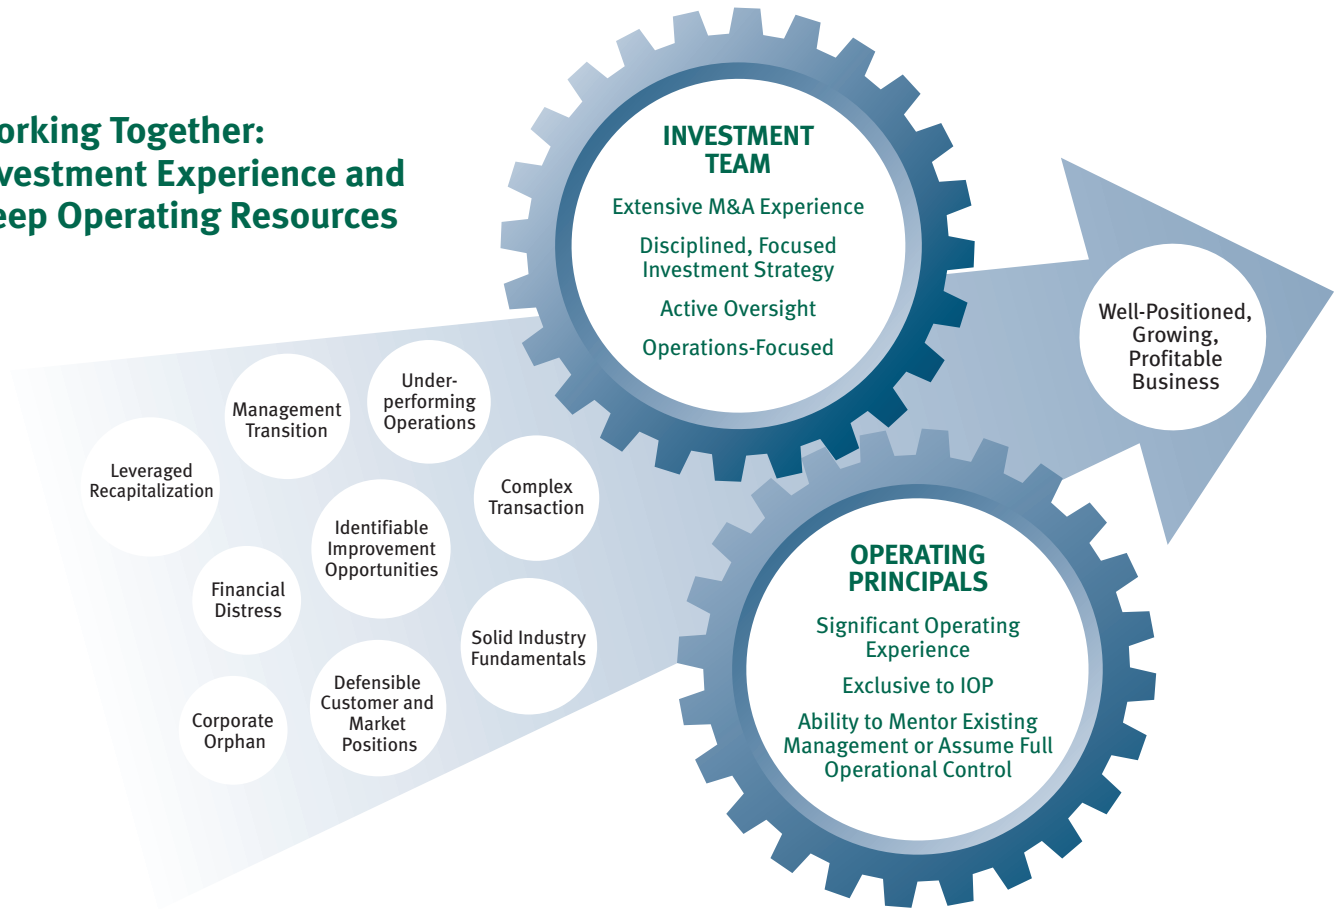 orking Together:
vestment Experience and
eep Operating Resources
INVESTMENT
TEAM
Extensive M&A Experience
Disciplined, Focused
Investment Strategy
Active Oversight
Operations-Focused
Well-Positioned,
Growing,
Profitable
Business
Under-
performing
Operations
Management
Transition
Leveraged
Recapitalization
Complex
Transaction
Identifiable
Improvement
Opportunities
Financial
Distress
Solid Industry
Fundamentals
Defensible
Customer and
Market
Positions
Corporate
Orphan
OPERATING
PRINCIPALS
Significant Operating
Experience
Exclusive to IOP
Ability to Mentor Existing
Management or Assume Full
Operational Control